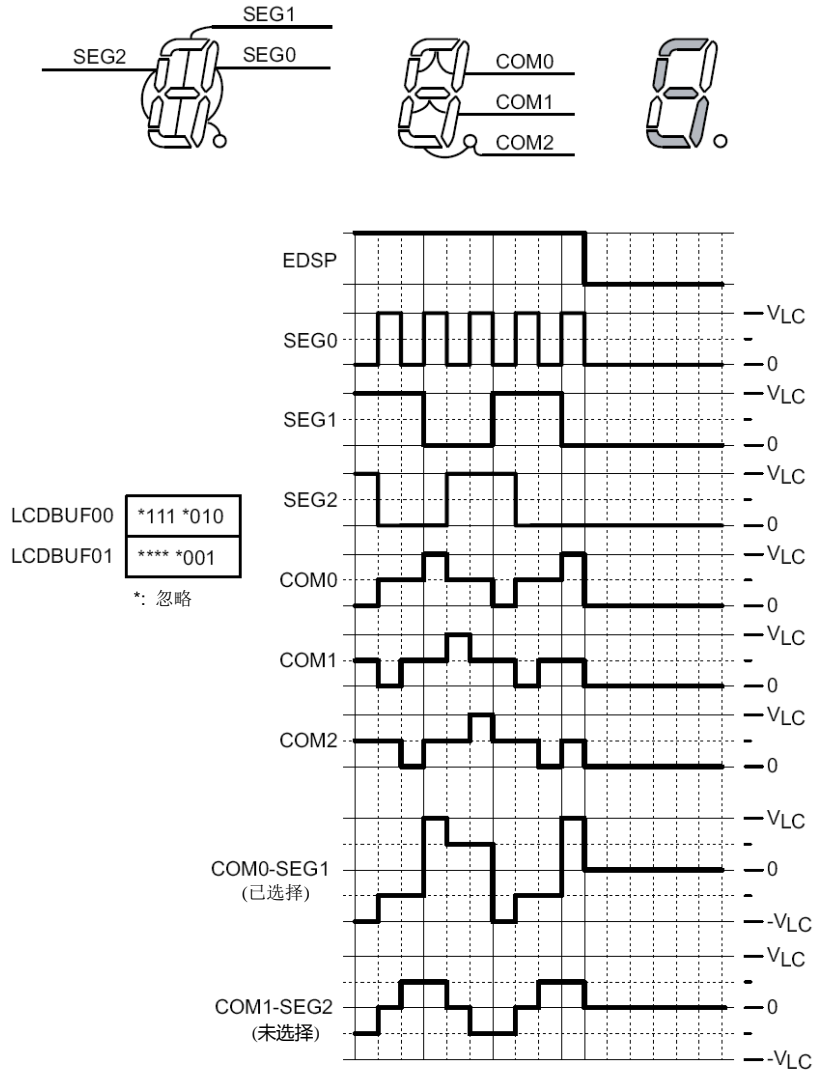 SEG1
SEG2
SEG0
COM0
COM1
COM2
EDSP
SEG0
VLC
0
SEG1
VLC
0
SEG2
VLC
0
LCDBUF00 *111 *010
LCDBUF01 **** *001
*: 忽略
COM0
VLC
0
COM1
VLC
0
COM2
VLC
0
COM0-SEG1
(已选择)
VLC
0
-VLC
COM1-SEG2
(未选择)
VLC
0
-VLC